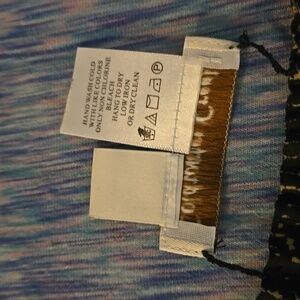 HAND WASH COLD
WITH LIKE COLORS
ONLY NON CHLORINE
BLEACH
HANG TO DRY
LOW IRON
OR DRY CLEAN